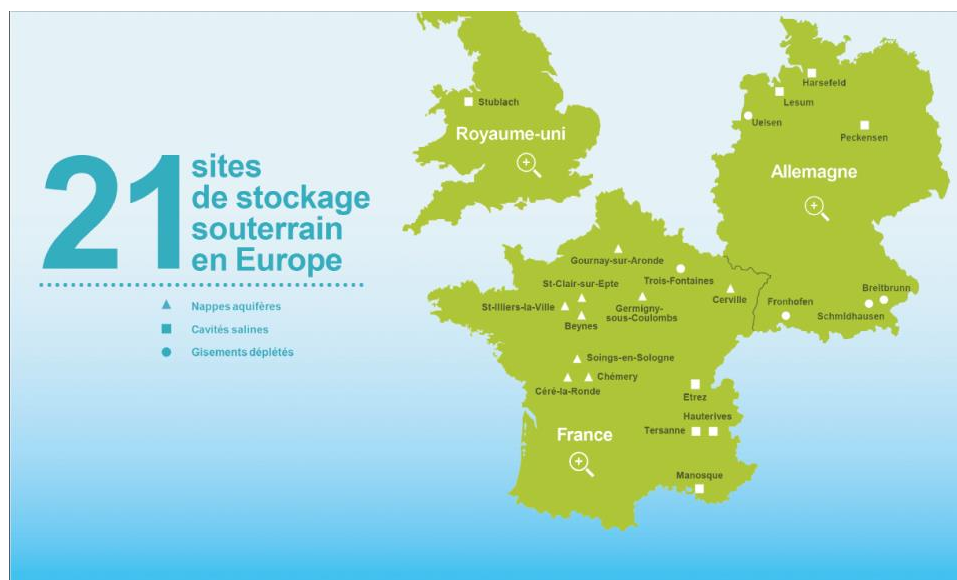 21
sites
de stockage
souterrain
en Europe
Nappes aquifères
Cavités salines
Gisements déplétés
Stublach
Royaume-uni
Harsefeld
Lesum
Uelsen
Peckensen
Allemagne
Gournay-sur-Aronde
Trois-Fontaines
St-Clair-sur-Epte
St-Illiers-la-Ville
Beynes
Germigny-
sous-Coulombs
Cerville
Fronhofen
Breitbrunn
Schmidhausen
Soings-en-Sologne
Chémery
Céré-la-Ronde
Etrez
Hauterives
Tersanne
France
Manosque